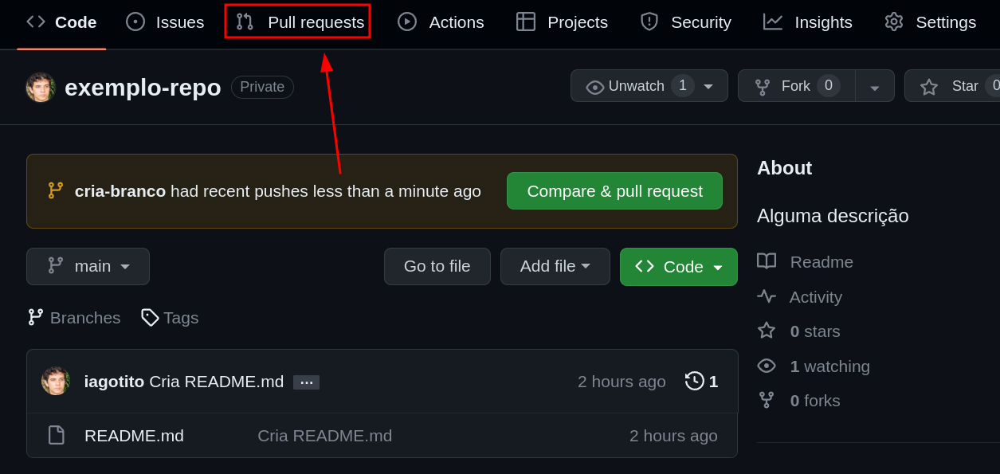 Code Issues Pull requests Actions Projects Security Insights Settings
exemplo-repo Private Unwatch 1 Fork 0 Star 0
cria-branco had recent pushes less than a minute ago Compare & pull request
About
Alguma descrição
main Go to file Add file Code
Readme
Activity
Branches Tags
0 stars
iagotito Cria README.md ... 2 hours ago 1
1 watching
0 forks
README.md Cria README.md 2 hours ago